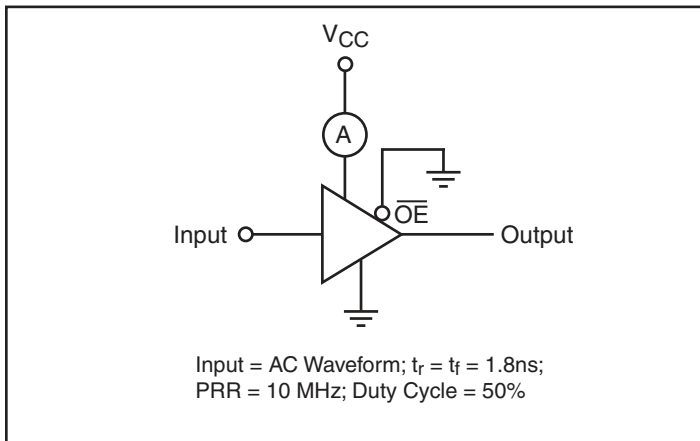 VCC
A
OE
Input
Output
Input = AC Waveform; tr = tf = 1.8ns;
PRR = 10 MHz; Duty Cycle = 50%